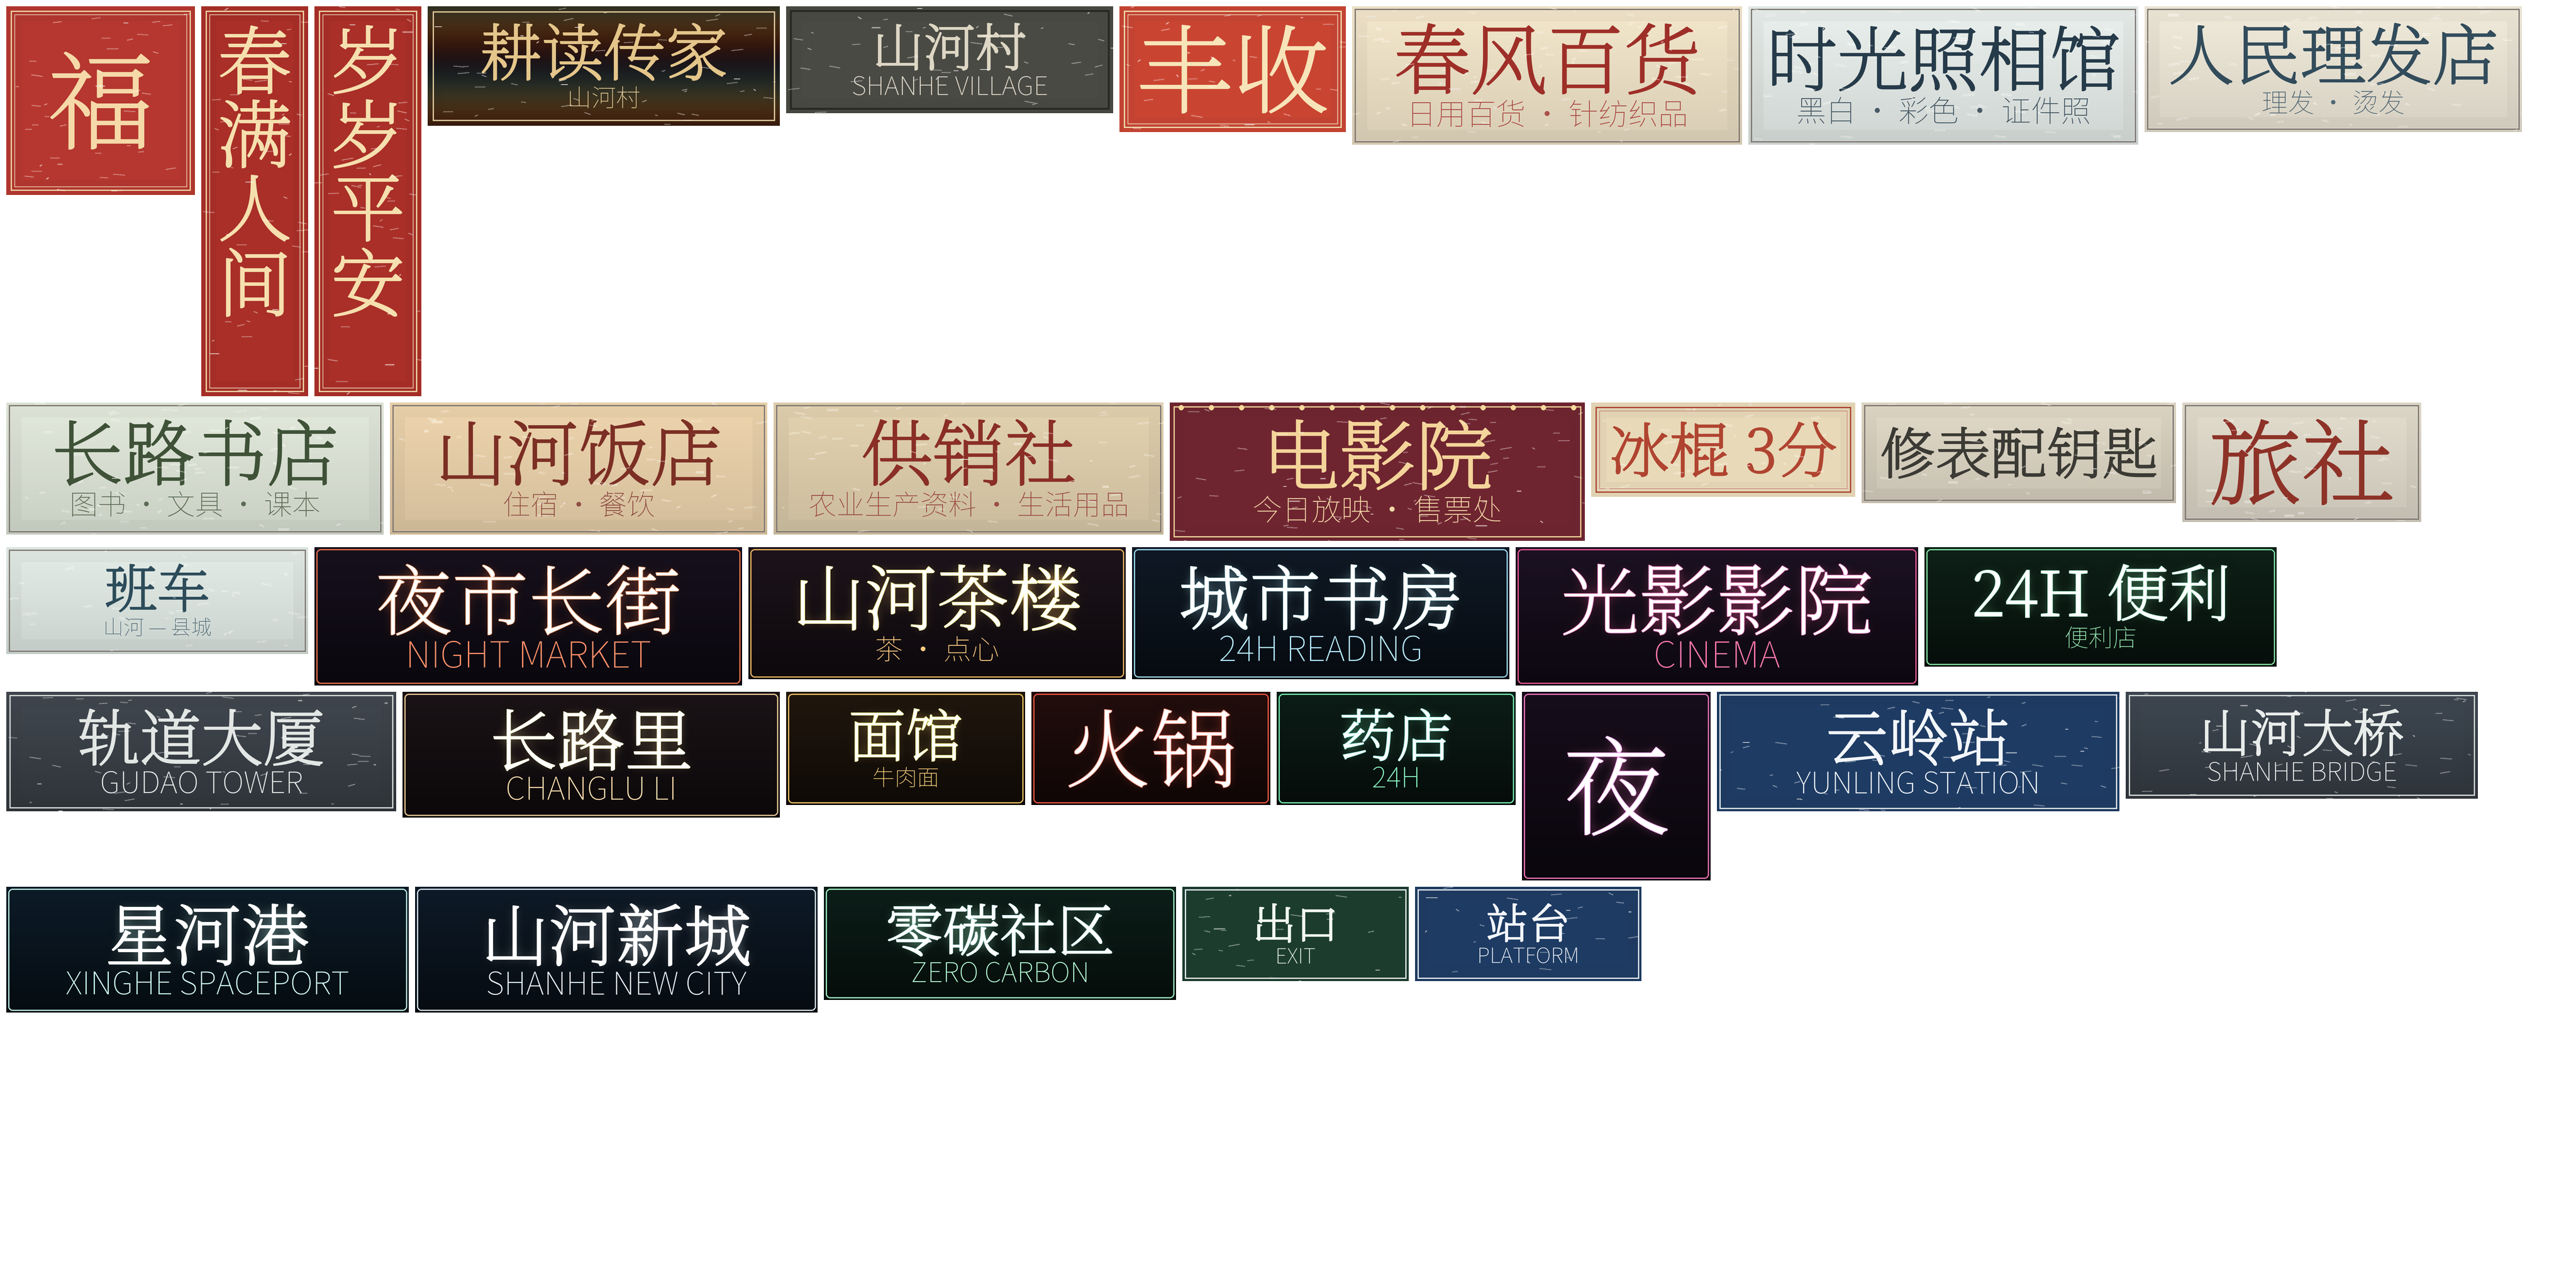 福
春满人间
岁岁平安
耕读传家
山河村
山河村
SHANHE VILLAGE
丰收
春风百货
日用百货 · 针纺织品
时光照相馆
黑白 · 彩色 · 证件照
人民理发店
理发 · 烫发
长路书店
图书 · 文具 · 课本
山河饭店
住宿 · 餐饮
供销社
农业生产资料 · 生活用品
电影院
今日放映 · 售票处
冰棍 3分
修表配钥匙
旅社
班车
山河 — 县城
夜市长街
NIGHT MARKET
山河茶楼
茶 · 点心
城市书房
24H READING
光影影院
CINEMA
24H 便利
便利店
轨道大厦
GUDAO TOWER
长路里
CHANGLU LI
面馆
牛肉面
火锅
药店
24H
夜
云岭站
YUNLING STATION
山河大桥
SHANHE BRIDGE
星河港
XINGHE SPACEPORT
山河新城
SHANHE NEW CITY
零碳社区
ZERO CARBON
出口
EXIT
站台
PLATFORM